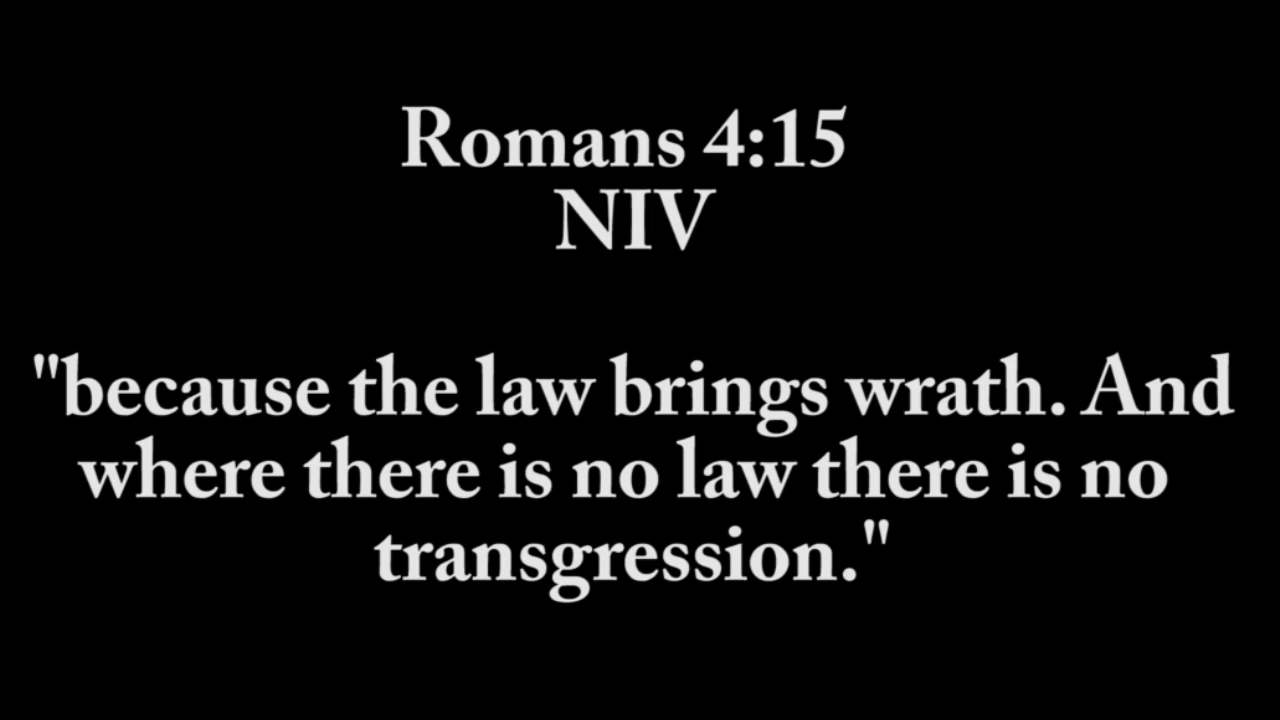 Romans 4:15
NIV
"because the law brings wrath. And
where there is no law there is no
transgression."